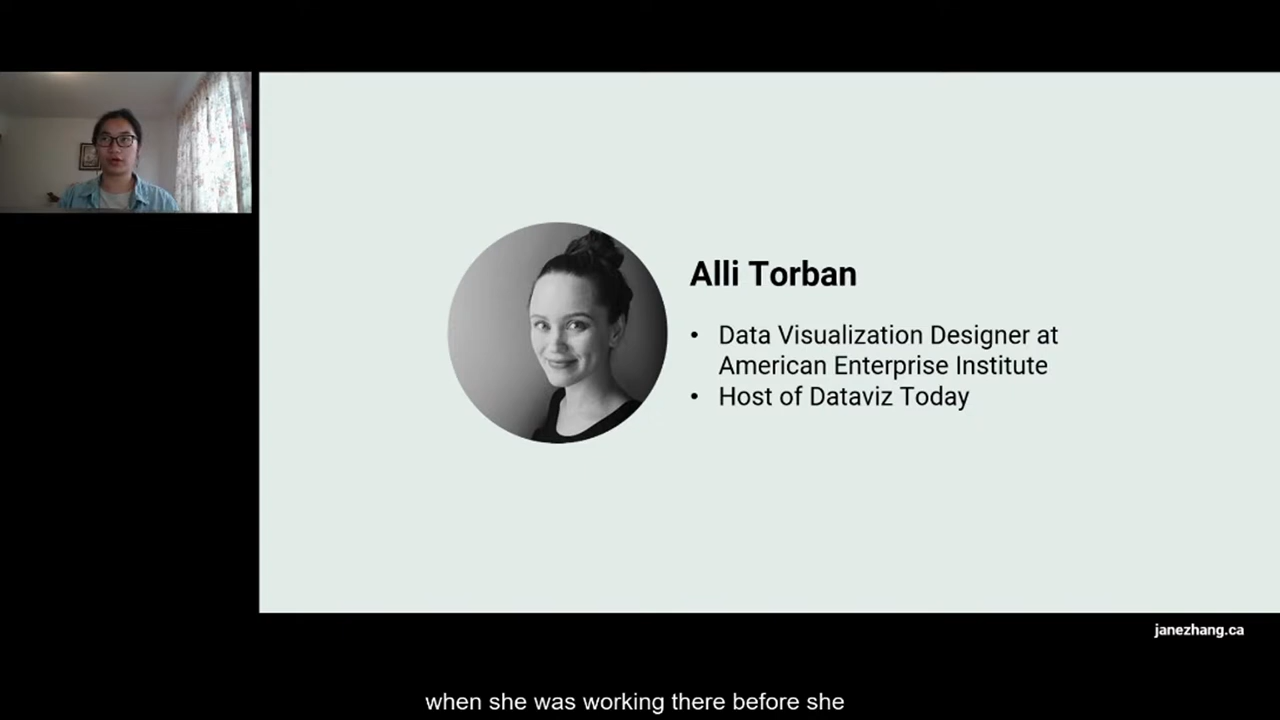 Alli Torban
• Data Visualization Designer at
American Enterprise Institute
• Host of Dataviz Today
janezhang.ca
when she was working there before she